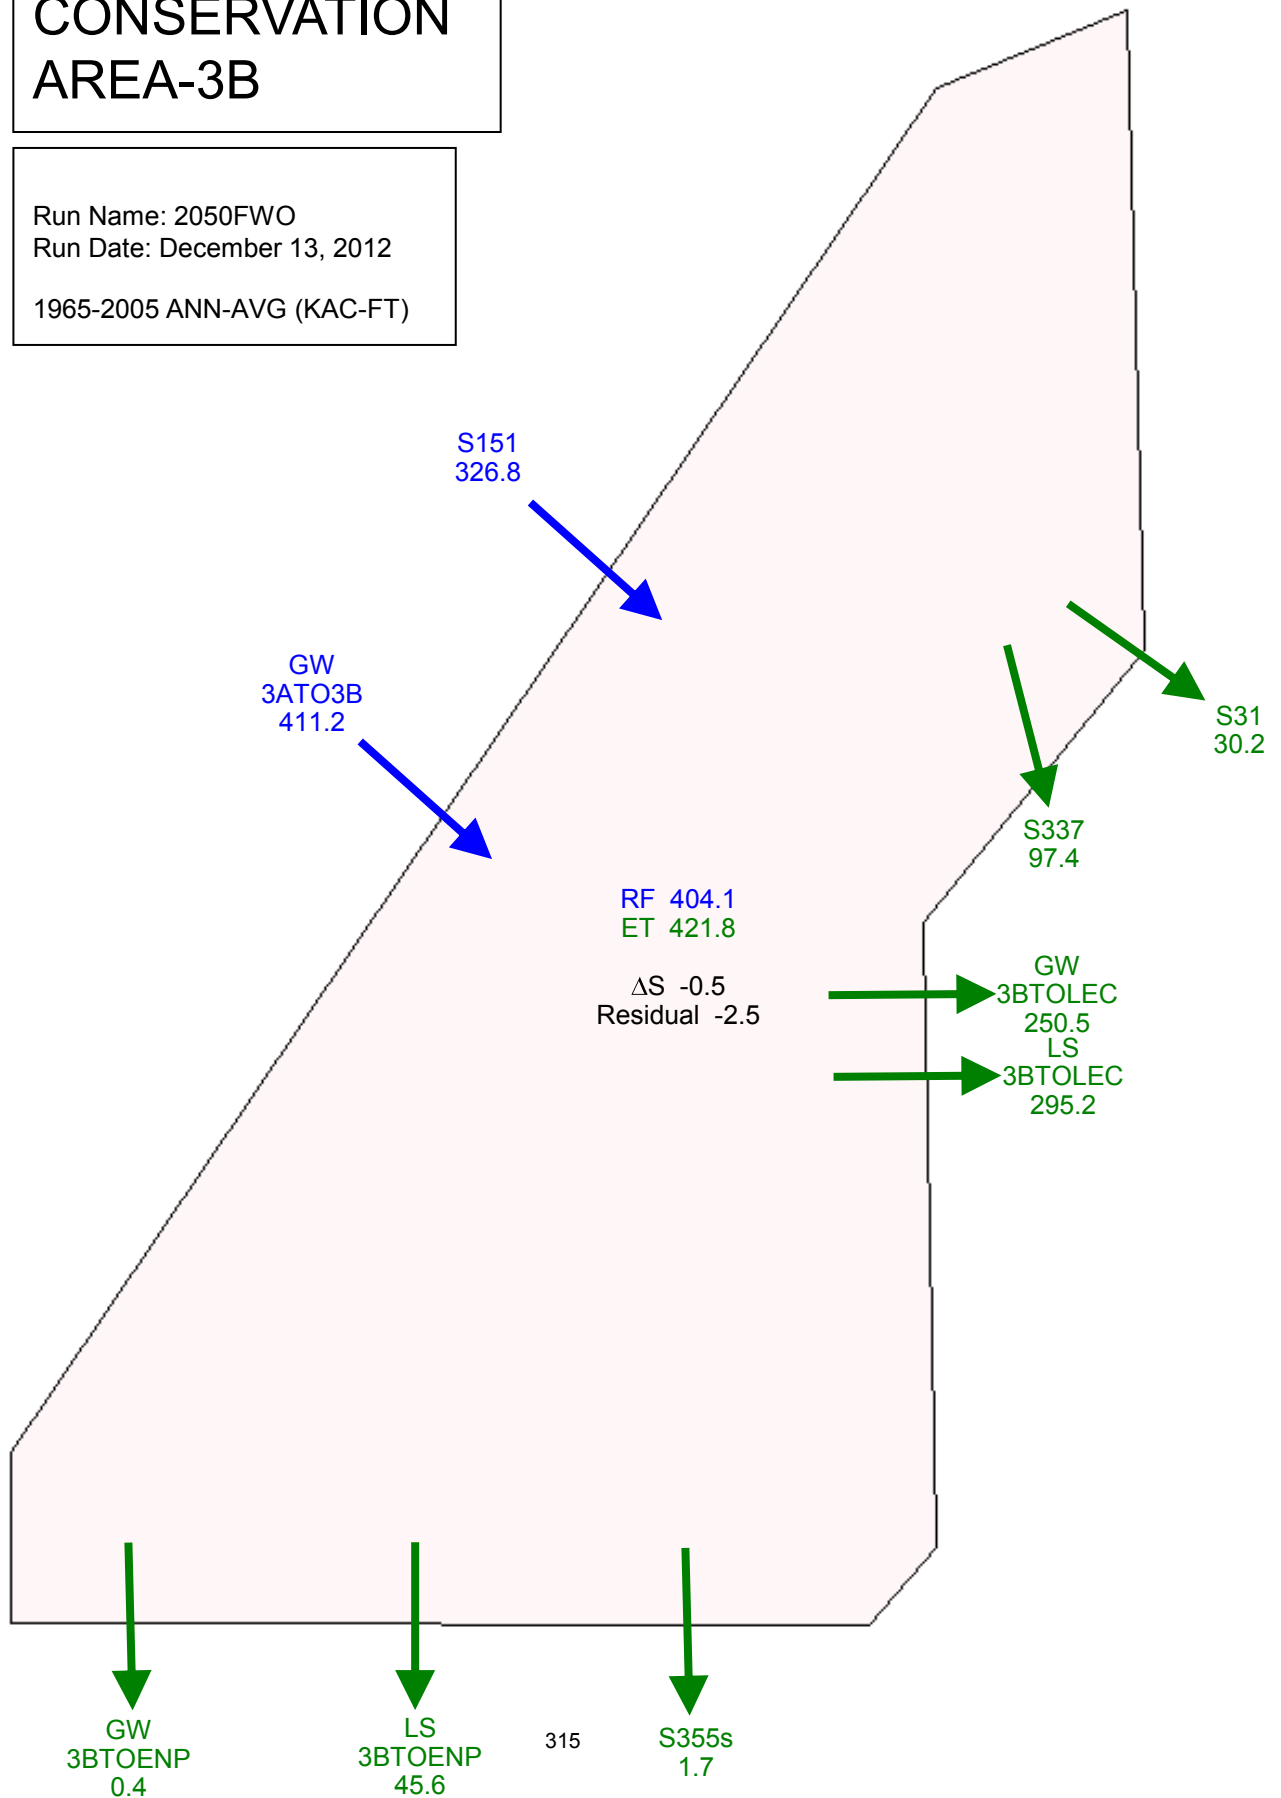 CONSERVATION
AREA-3B
Run Name: 2050FWO
Run Date: December 13, 2012
1965-2005 ANN-AVG (KAC-FT)
S151
326.8
GW
3ATO3B
411.2
S31
30.2
S337
97.4
RF 404.1
ET 421.8
∆S -0.5
Residual -2.5
GW
3BTOLEC
250.5
LS
3BTOLEC
295.2
GW
3BTOENP
0.4
LS
3BTOENP
45.6
315
S355s
1.7